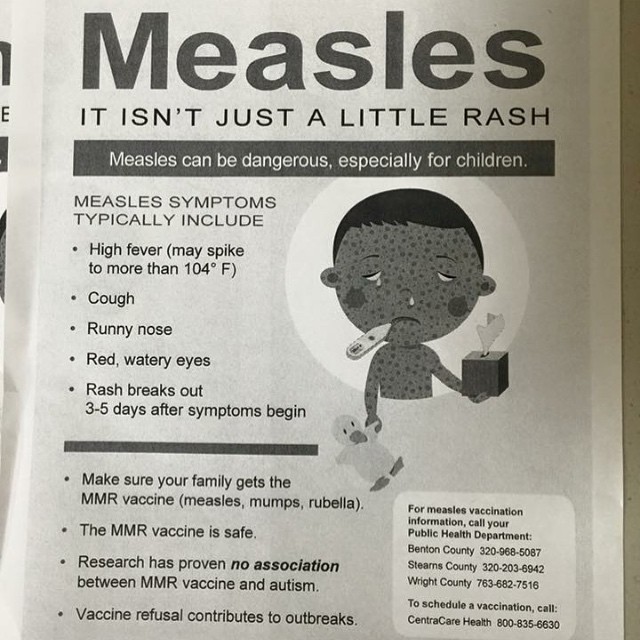 Measles
IT ISN'T JUST A LITTLE RASH
Measles can be dangerous, especially for children.
MEASLES SYMPTOMS
TYPICALLY INCLUDE
• High fever (may spike
to more than 104° F)
• Cough
• Runny nose
• Red, watery eyes
• Rash breaks out
3-5 days after symptoms begin
• Make sure your family gets the
MMR vaccine (measles, mumps, rubella).
• The MMR vaccine is safe.
• Research has proven no association
between MMR vaccine and autism.
• Vaccine refusal contributes to outbreaks.
For measles vaccination
information, call your
Public Health Department:
Benton County 320-968-5087
Stearns County 320-203-6942
Wright County 763-682-7516
To schedule a vaccination, call:
CentraCare Health 800-835-6630